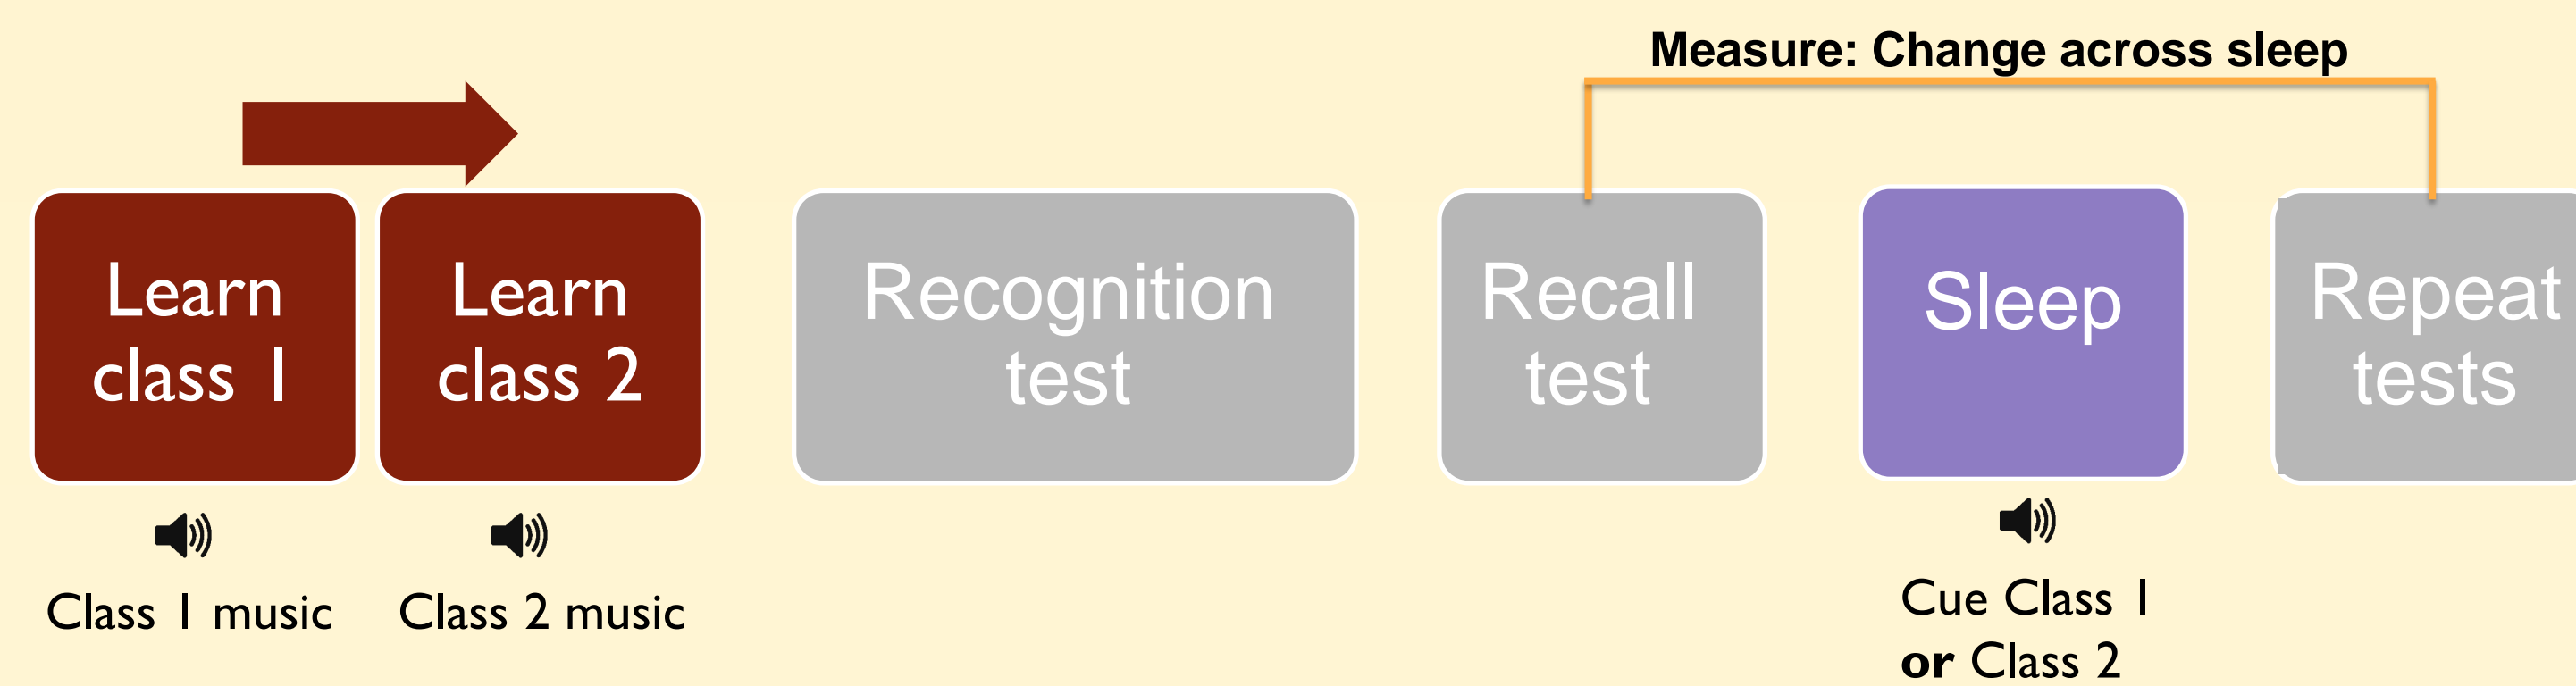 Measure: Change across sleep
Learn
class 1
Learn
class 2
Recognition
test
Recall
test
Sleep
Repeat
tests
Class 1 music
Class 2 music
Cue Class 1
or Class 2